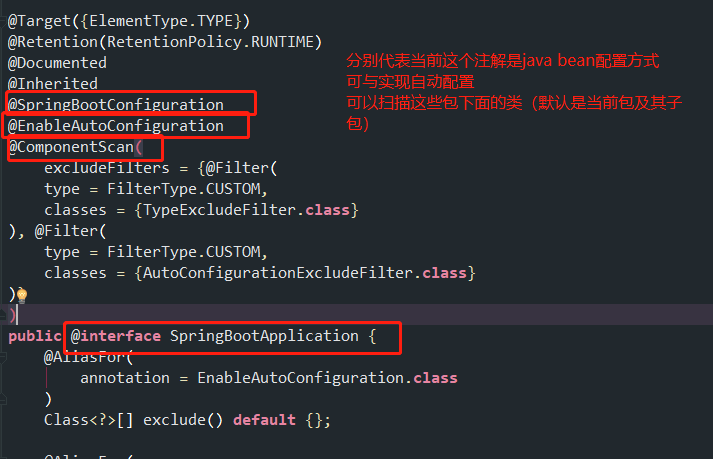 @Target({ElementType.TYPE})
@Retention(RetentionPolicy.RUNTIME)
@Documented
@Inherited
@SpringBootConfiguration
@EnableAutoConfiguration
@ComponentScan(
excludeFilters = {@Filter(
type = FilterType.CUSTOM,
classes = {TypeExcludeFilter.class}
), @Filter(
type = FilterType.CUSTOM,
classes = {AutoConfigurationExcludeFilter.class}
)}
)
public @interface SpringBootApplication {
@AliasFor(
annotation = EnableAutoConfiguration.class
)
Class<?>[] exclude() default {};
分别代表当前这个注解是java bean配置方式
可与实现自动配置
可以扫描这些包下面的类（默认是当前包及其子
包）